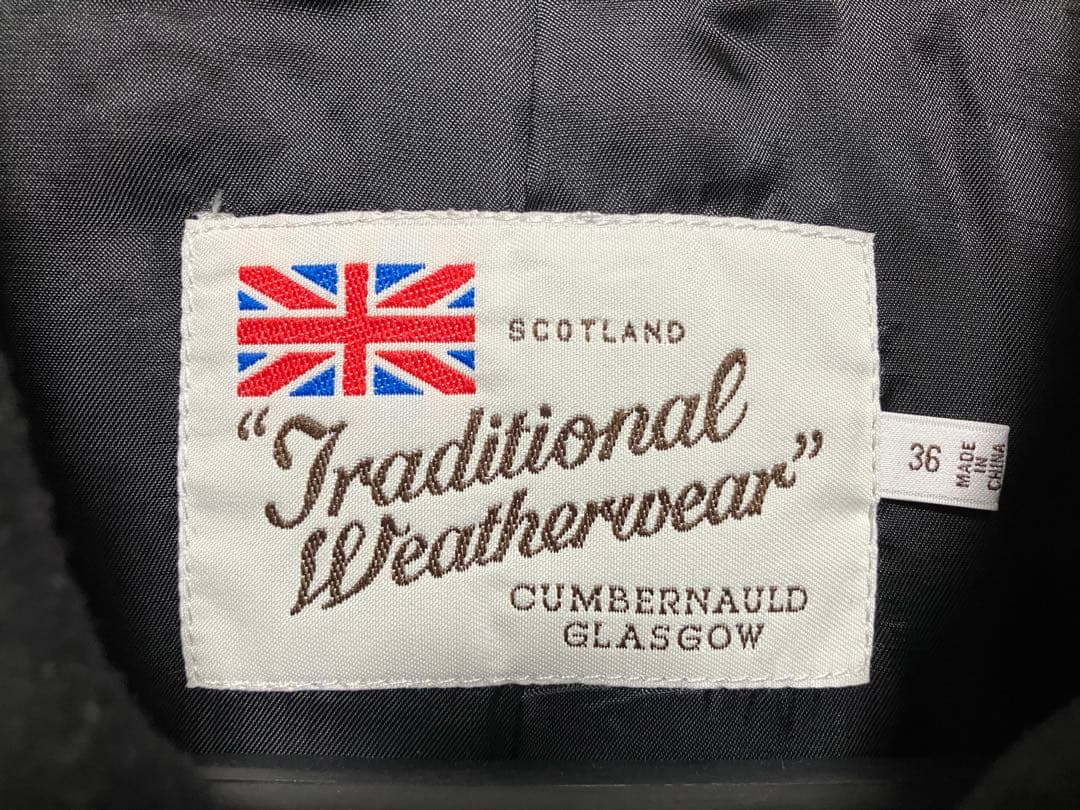 SCOTLAND
"Traditional
Weatherwear"
CUMBERNAULD
GLASGOW
36
MADE
IN
CHINA